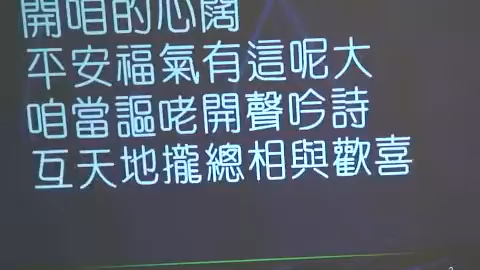 開咱的心闊
平安福氣有這呢大
咱當謳咾開聲吟詩
互天地攏總相與歡喜